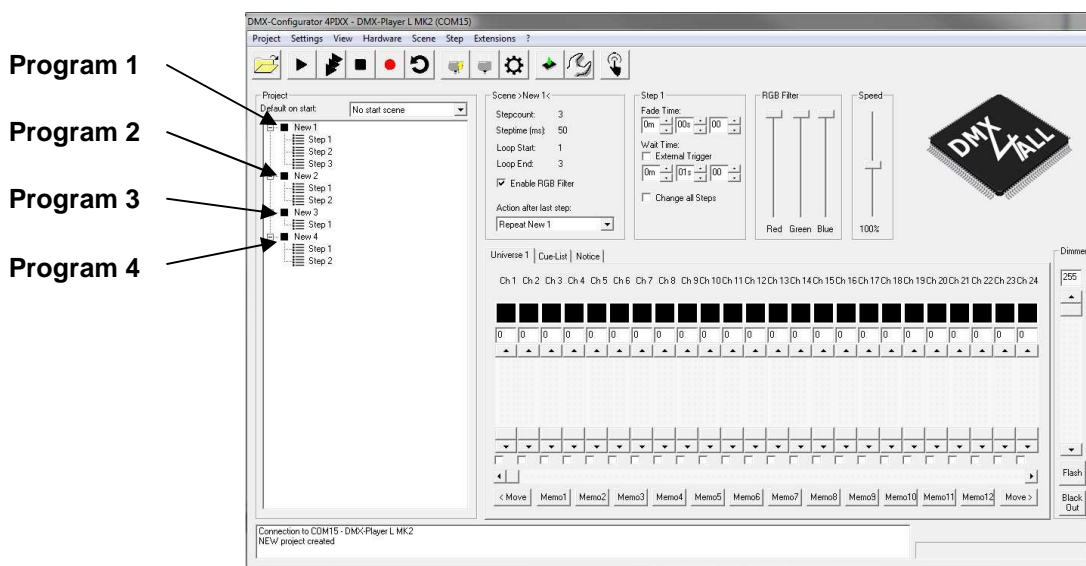 DMX-Configurator 4PIXX - DMX-Player L MK2 (COM15)
Project Settings View Hardware Scene Step Extensions ?
Program 1
Program 2
Program 3
Program 4
Project
Default on start: No start scene
New 1
Step 1
Step 2
Step 3
New 2
Step 1
Step 2
New 3
Step 1
New 4
Step 1
Step 2
Scene >New 1<
Stepcount: 3
Steptime (ms): 50
Loop Start: 1
Loop End: 3
Enable RGB Filter
Action after last step:
Repeat New 1
Step 1
Fade Time:
0m 00s 00
Wait Time:
External Trigger
0m 01s 00
Change all Steps
RGB Filter
Red Green Blue
Speed
100%
DMX
4
ALL
Universe 1 Cue-List Notice
Ch 1 Ch 2 Ch 3 Ch 4 Ch 5 Ch 6 Ch 7 Ch 8 Ch 9 Ch 10 Ch 11 Ch 12 Ch 13 Ch 14 Ch 15 Ch 16 Ch 17 Ch 18 Ch 19 Ch 20 Ch 21 Ch 22 Ch 23 Ch 24
0 0 0 0 0 0 0 0 0 0 0 0 0 0 0 0 0 0 0 0 0 0 0 0
< Move Memo1 Memo2 Memo3 Memo4 Memo5 Memo6 Memo7 Memo8 Memo9 Memo10 Memo11 Memo12 Move >
Dimmer
255
Flash
Black
Out
Connection to COM15 - DMX-Player L MK2
NEW project created